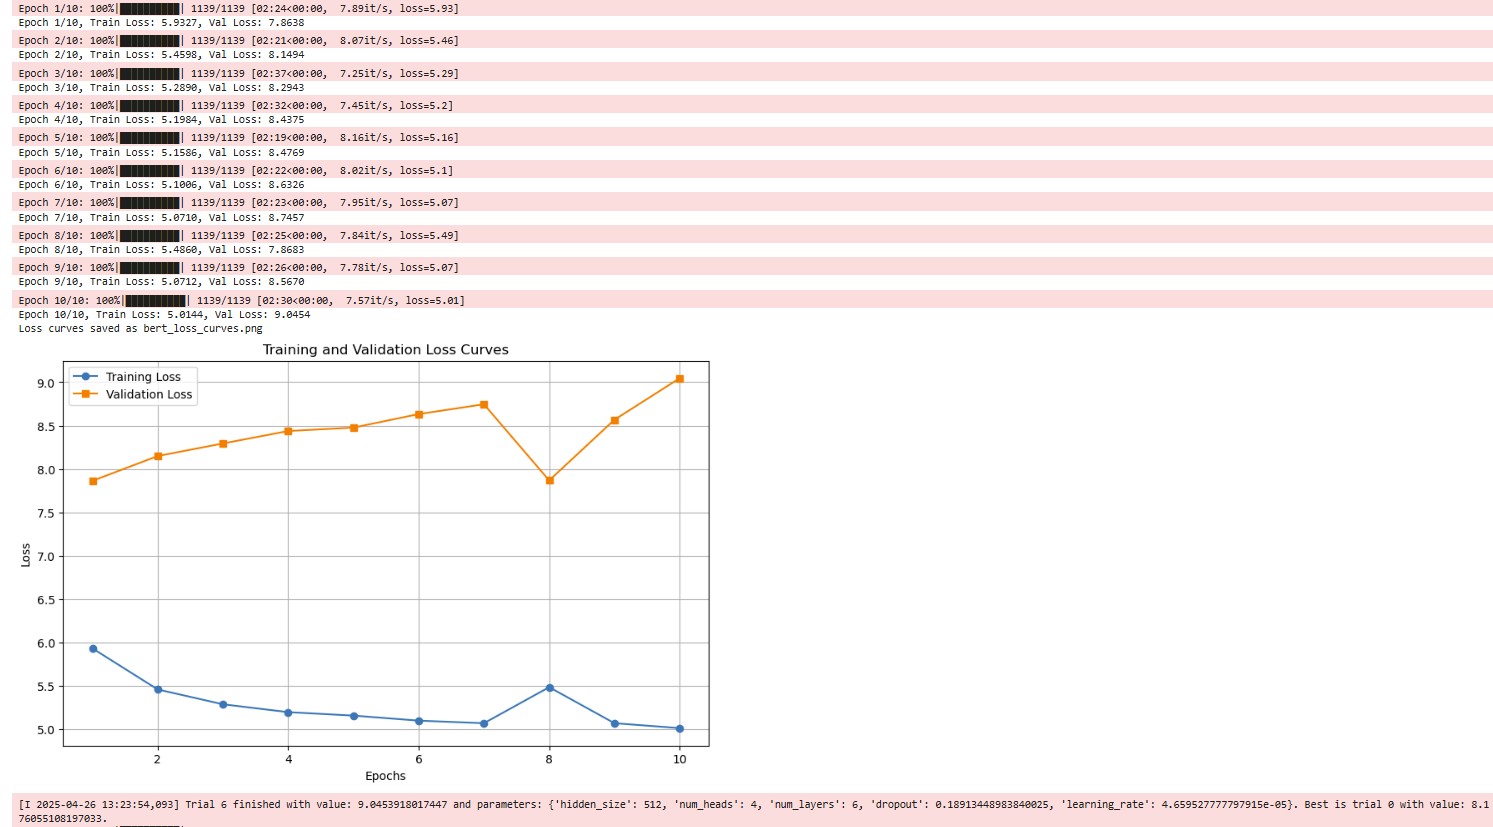 Epoch 1/10: 100%|██████████| 1139/1139 [02:24<00:00,  7.89it/s, loss=5.93]
Epoch 1/10, Train Loss: 5.9327, Val Loss: 7.8638
Epoch 2/10: 100%|██████████| 1139/1139 [02:21<00:00,  8.07it/s, loss=5.46]
Epoch 2/10, Train Loss: 5.4598, Val Loss: 8.1494
Epoch 3/10: 100%|██████████| 1139/1139 [02:37<00:00,  7.25it/s, loss=5.29]
Epoch 3/10, Train Loss: 5.2890, Val Loss: 8.2943
Epoch 4/10: 100%|██████████| 1139/1139 [02:32<00:00,  7.45it/s, loss=5.2]
Epoch 4/10, Train Loss: 5.1984, Val Loss: 8.4375
Epoch 5/10: 100%|██████████| 1139/1139 [02:19<00:00,  8.16it/s, loss=5.16]
Epoch 5/10, Train Loss: 5.1586, Val Loss: 8.4769
Epoch 6/10: 100%|██████████| 1139/1139 [02:22<00:00,  8.02it/s, loss=5.1]
Epoch 6/10, Train Loss: 5.1006, Val Loss: 8.6326
Epoch 7/10: 100%|██████████| 1139/1139 [02:23<00:00,  7.95it/s, loss=5.07]
Epoch 7/10, Train Loss: 5.0710, Val Loss: 8.7457
Epoch 8/10: 100%|██████████| 1139/1139 [02:25<00:00,  7.84it/s, loss=5.49]
Epoch 8/10, Train Loss: 5.4860, Val Loss: 7.8683
Epoch 9/10: 100%|██████████| 1139/1139 [02:26<00:00,  7.78it/s, loss=5.07]
Epoch 9/10, Train Loss: 5.0712, Val Loss: 8.5670
Epoch 10/10: 100%|██████████| 1139/1139 [02:30<00:00,  7.57it/s, loss=5.01]
Epoch 10/10, Train Loss: 5.0144, Val Loss: 9.0454
Loss curves saved as bert_loss_curves.png
Training and Validation Loss Curves
Training Loss
Validation Loss
9.0
8.5
8.0
7.5
7.0
6.5
6.0
5.5
5.0
Loss
2
4
6
8
10
Epochs
[I 2025-04-26 13:23:54,093] Trial 6 finished with value: 9.0453918017447 and parameters: {'hidden_size': 512, 'num_heads': 4, 'num_layers': 6, 'dropout': 0.18913448983840025, 'learning_rate': 4.659527777797915e-05}. Best is trial 0 with value: 8.1
76055108197033.